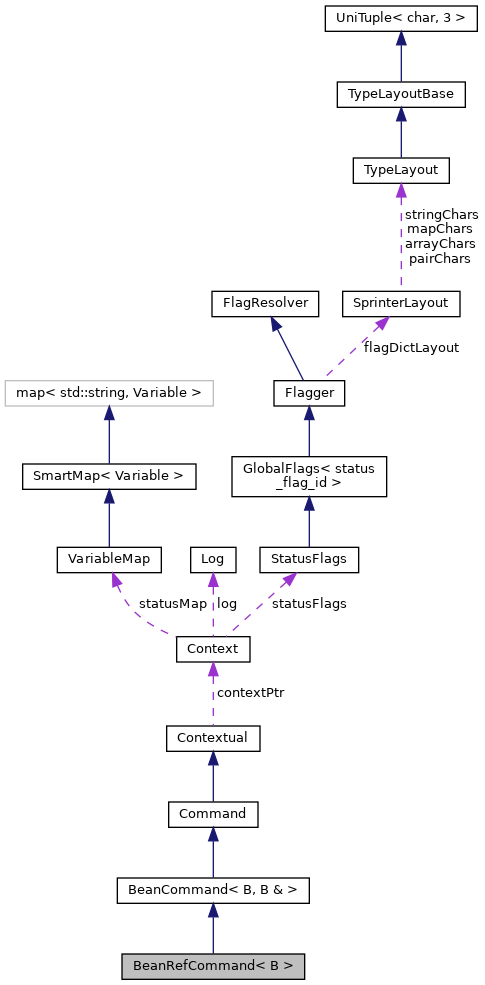 UniTuple< char, 3 >
TypeLayoutBase
TypeLayout
stringChars
mapChars
arrayChars
pairChars
FlagResolver
SprinterLayout
flagDictLayout
map< std::string, Variable >
Flagger
SmartMap< Variable >
GlobalFlags< status
_flag_id >
VariableMap
Log
StatusFlags
statusMap
log
statusFlags
Context
contextPtr
Contextual
Command
BeanCommand< B, B & >
BeanRefCommand< B >